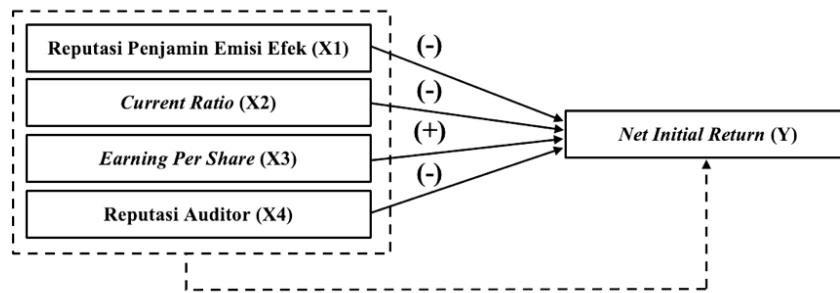 Reputasi Penjamin Emisi Efek (X1)
(-)
Current Ratio (X2)
(-)
Earning Per Share (X3)
(+)
Reputasi Auditor (X4)
(-)
Net Initial Return (Y)